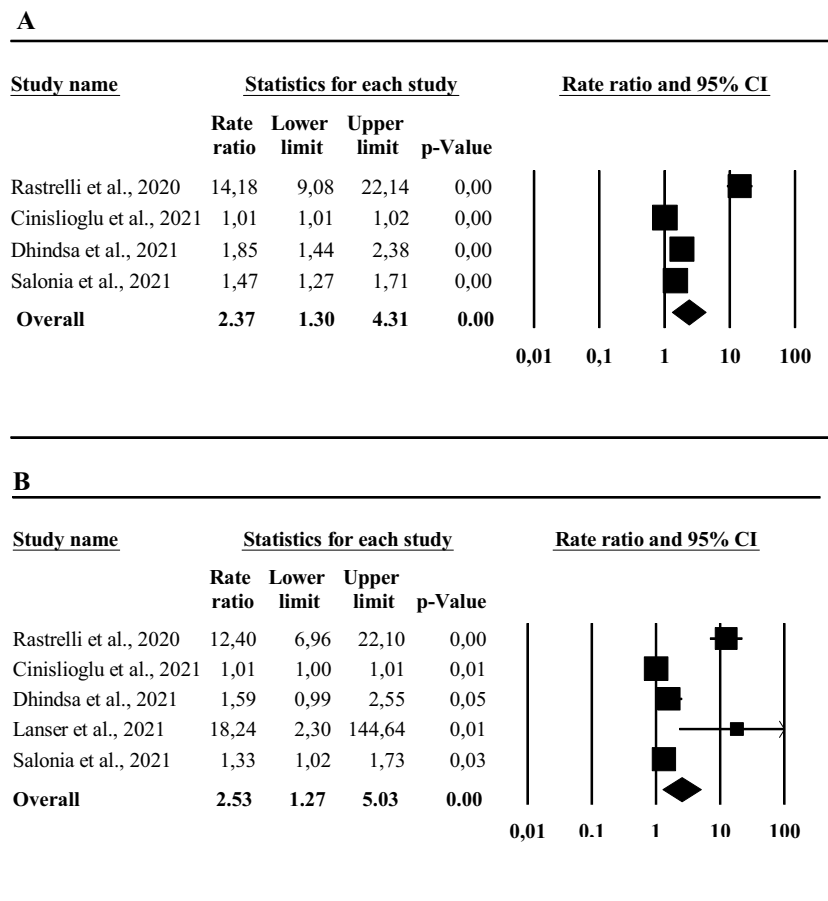 A
Study name Statistics for each study Rate ratio and 95% CI
Rate Lower Upper
ratio limit limit p-Value
Rastrelli et al., 2020 14,18 9,08 22,14 0,00
Cinislioglu et al., 2021 1,01 1,01 1,02 0,00
Dhindsa et al., 2021 1,85 1,44 2,38 0,00
Salonia et al., 2021 1,47 1,27 1,71 0,00
Overall 2.37 1.30 4.31 0.00
0,01 0,1 1 10 100
B
Study name Statistics for each study Rate ratio and 95% CI
Rate Lower Upper
ratio limit limit p-Value
Rastrelli et al., 2020 12,40 6,96 22,10 0,00
Cinislioglu et al., 2021 1,01 1,00 1,01 0,01
Dhindsa et al., 2021 1,59 0,99 2,55 0,05
Lanser et al., 2021 18,24 2,30 144,64 0,01
Salonia et al., 2021 1,33 1,02 1,73 0,03
Overall 2.53 1.27 5.03 0.00
0,01 0,1 1 10 100